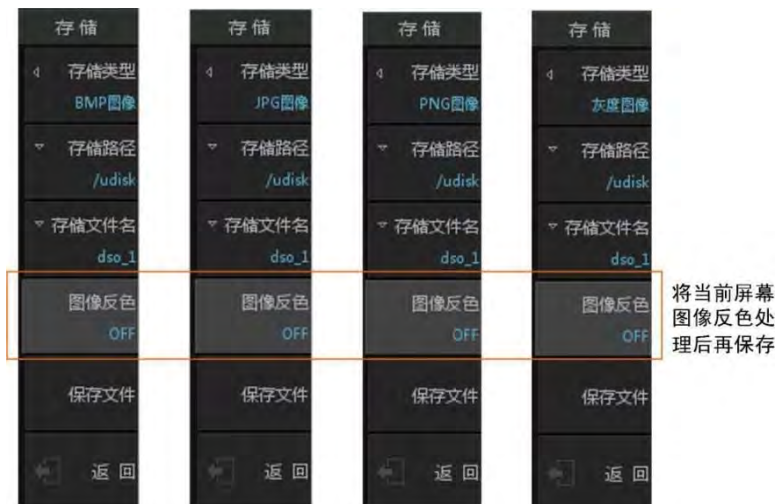 存储
存储类型
BMP图像
存储路径
/udisk
存储文件名
dso_1
图像反色
OFF
保存文件
返回
存储
存储类型
JPG图像
存储路径
/udisk
存储文件名
dso_1
图像反色
OFF
保存文件
返回
存储
存储类型
PNG图像
存储路径
/udisk
存储文件名
dso_1
图像反色
OFF
保存文件
返回
存储
存储类型
灰度图像
存储路径
/udisk
存储文件名
dso_1
图像反色
OFF
保存文件
返回
将当前屏幕
图像反色处
理后再保存